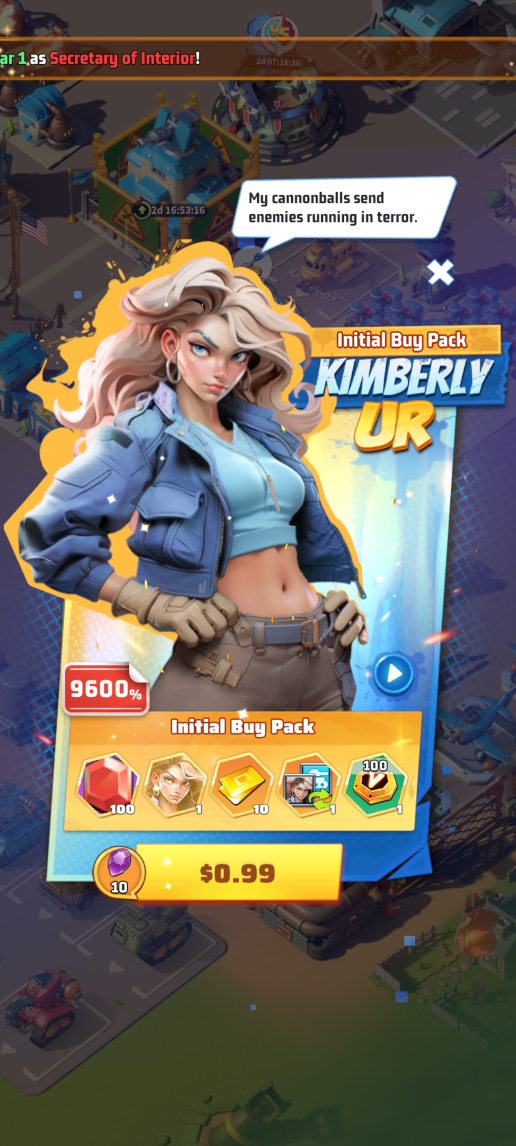 VS
2d 07:16:16
ar 1 as Secretary of Interior!
2d 16:53:16
My cannonballs send
enemies running in terror.
Initial Buy Pack
KIMBERLY
UR
9600%
Initial Buy Pack
100
1
10
1
100
1
10
$0.99